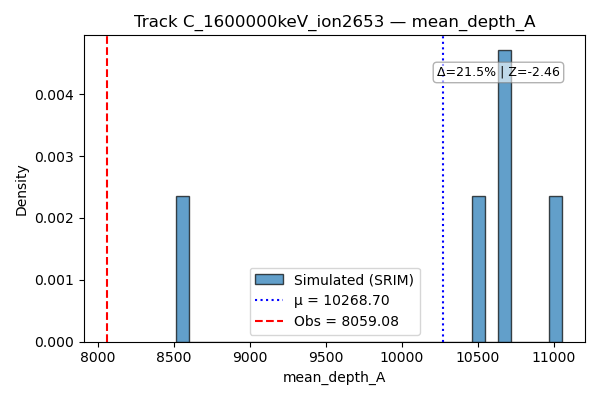 Track C_1600000keV_ion2653 — mean_depth_A
Δ=21.5% | Z=-2.46
Density
0.004
0.003
0.002
0.001
0.000
Simulated (SRIM)
μ = 10268.70
Obs = 8059.08
8000 8500 9000 9500 10000 10500 11000
mean_depth_A